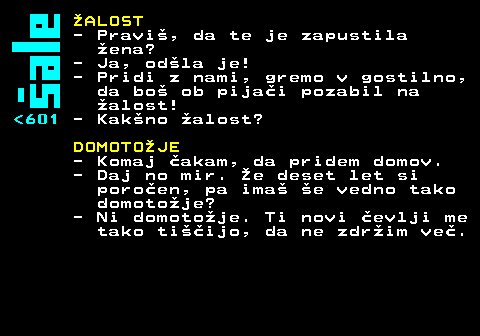 šale
<601
ŽALOST
- Praviš, da te je zapustila
žena?
- Ja, odšla je!
- Pridi z nami, gremo v gostilno,
da boš ob pijači pozabil na
žalost!
- Kakšno žalost?
DOMOTOŽJE
- Komaj čakam, da pridem domov.
- Daj no mir. Že deset let si
poročen, pa imaš še vedno tako
domotožje?
- Ni domotožje. Ti novi čevlji me
tako tiščijo, da ne zdržim več.